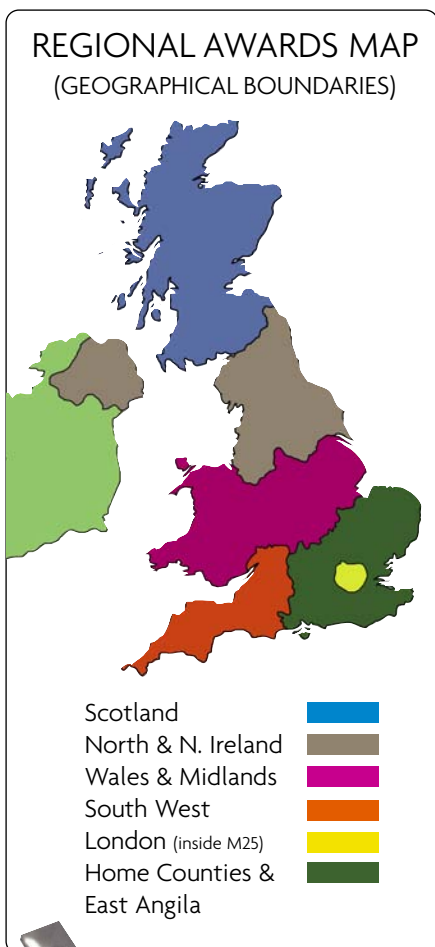 REGIONAL AWARDS MAP
(GEOGRAPHICAL BOUNDARIES)
Scotland
North & N. Ireland
Wales & Midlands
South West
London (inside M25)
Home Counties &
East Angila